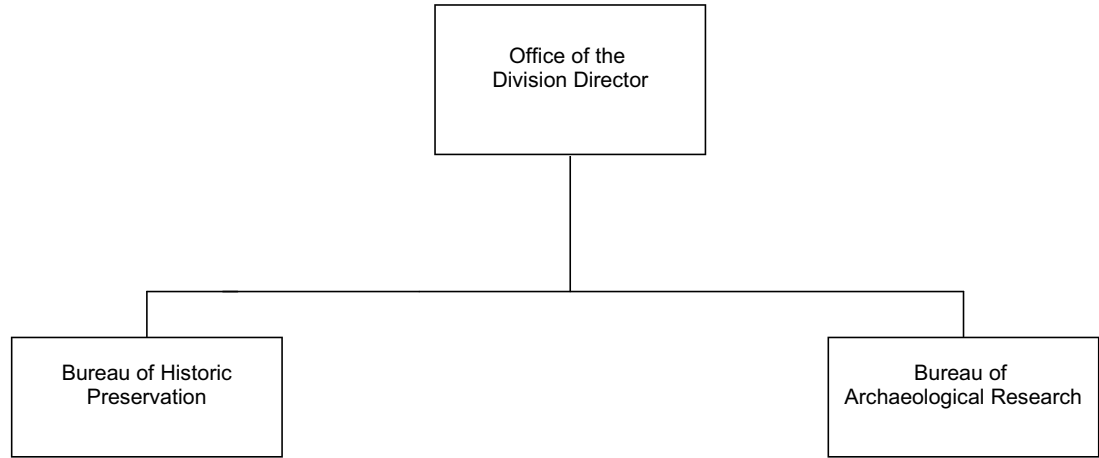 Office of the
Division Director
Bureau of Historic
Preservation
Bureau of
Archaeological Research